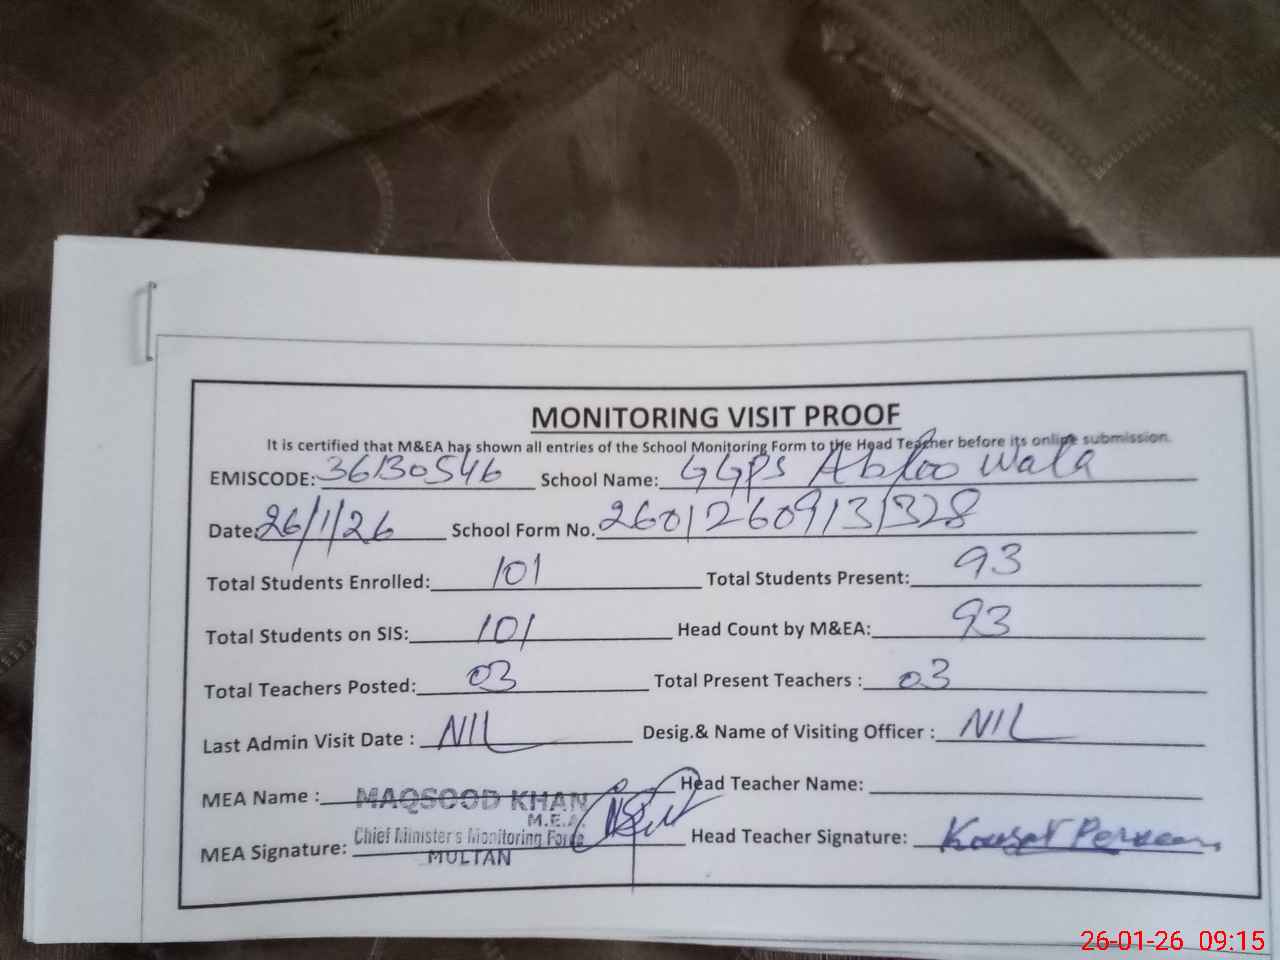 MONITORING VISIT PROOF
It is certified that M&EA has shown all entries of the School Monitoring Form to the Head Teacher before its online submission.
EMISCODE: 36130546 School Name: GGPS Abloo Wala
Date: 26/1/26 School Form No. 26012609131328
Total Students Enrolled: 101 Total Students Present: 93
Total Students on SIS: 101 Head Count by M&EA: 93
Total Teachers Posted: 03 Total Present Teachers : 03
Last Admin Visit Date : NIL Desig.& Name of Visiting Officer : NIL
MEA Name : MAQSOOD KHAN Head Teacher Name:
M.E.A.
MEA Signature: Chief Minister's Monitoring Force Head Teacher Signature: Kousar Perveen
MULTAN
26-01-26 09:15